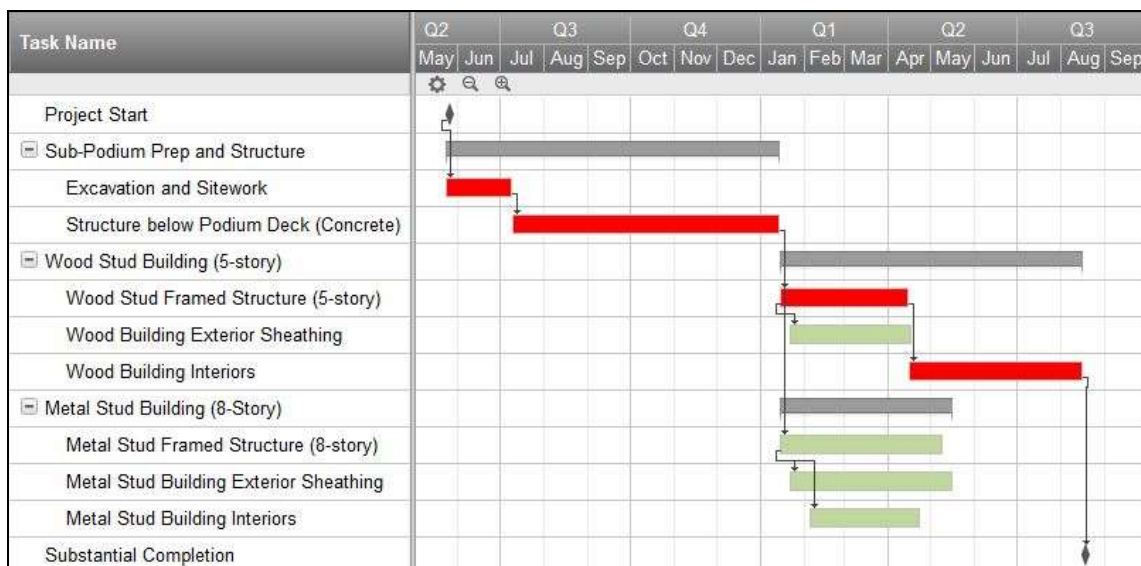 Task Name
Q2 Q3 Q4 Q1 Q2 Q3
May Jun Jul Aug Sep Oct Nov Dec Jan Feb Mar Apr May Jun Jul Aug Sep
Project Start
Sub-Podium Prep and Structure
Excavation and Sitework
Structure below Podium Deck (Concrete)
Wood Stud Building (5-story)
Wood Stud Framed Structure (5-story)
Wood Building Exterior Sheathing
Wood Building Interiors
Metal Stud Building (8-Story)
Metal Stud Framed Structure (8-story)
Metal Stud Building Exterior Sheathing
Metal Stud Building Interiors
Substantial Completion